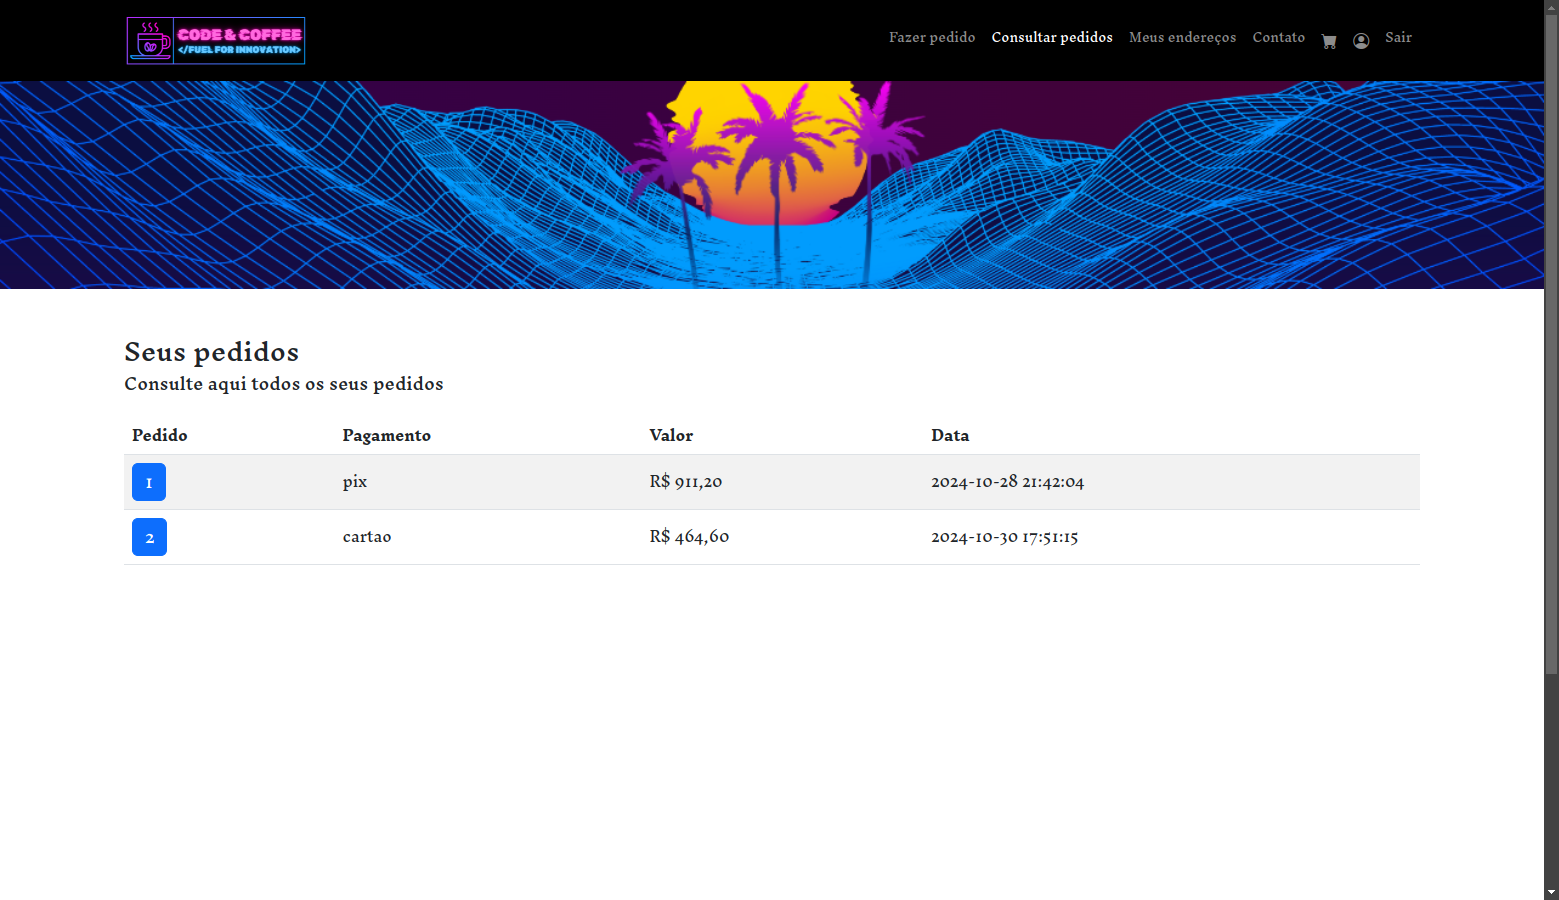 CODE & COFFEE
</FUEL FOR INNOVATION>
Fazer pedido Consultar pedidos Meus endereços Contato Sair
Seus pedidos
Consulte aqui todos os seus pedidos
Pedido Pagamento Valor Data
1 pix R$ 911,20 2024-10-28 21:42:04
2 cartao R$ 464,60 2024-10-30 17:51:15